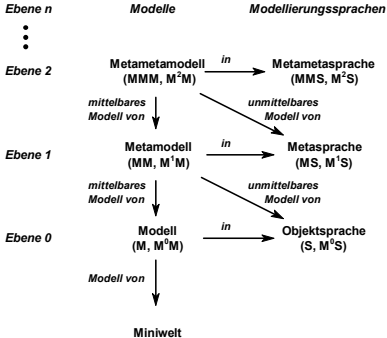 Ebene n Modelle Modellierungssprachen
Ebene 2 Metametamodell in Metametasprache
(MMM, M²M) (MMS, M²S)
mittelbares unmittelbares
Modell von Modell von
Ebene 1 Metamodell in Metasprache
(MM, M¹M) (MS, M¹S)
mittelbares unmittelbares
Modell von Modell von
Ebene 0 Modell in Objektsprache
(M, M⁰M) (S, M⁰S)
Modell von
Miniwelt